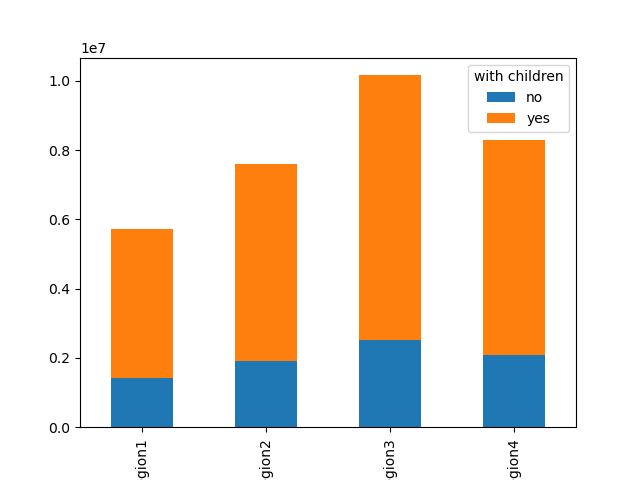 1e7
with children
no
yes
1.0
0.8
0.6
0.4
0.2
0.0
gion1
gion2
gion3
gion4